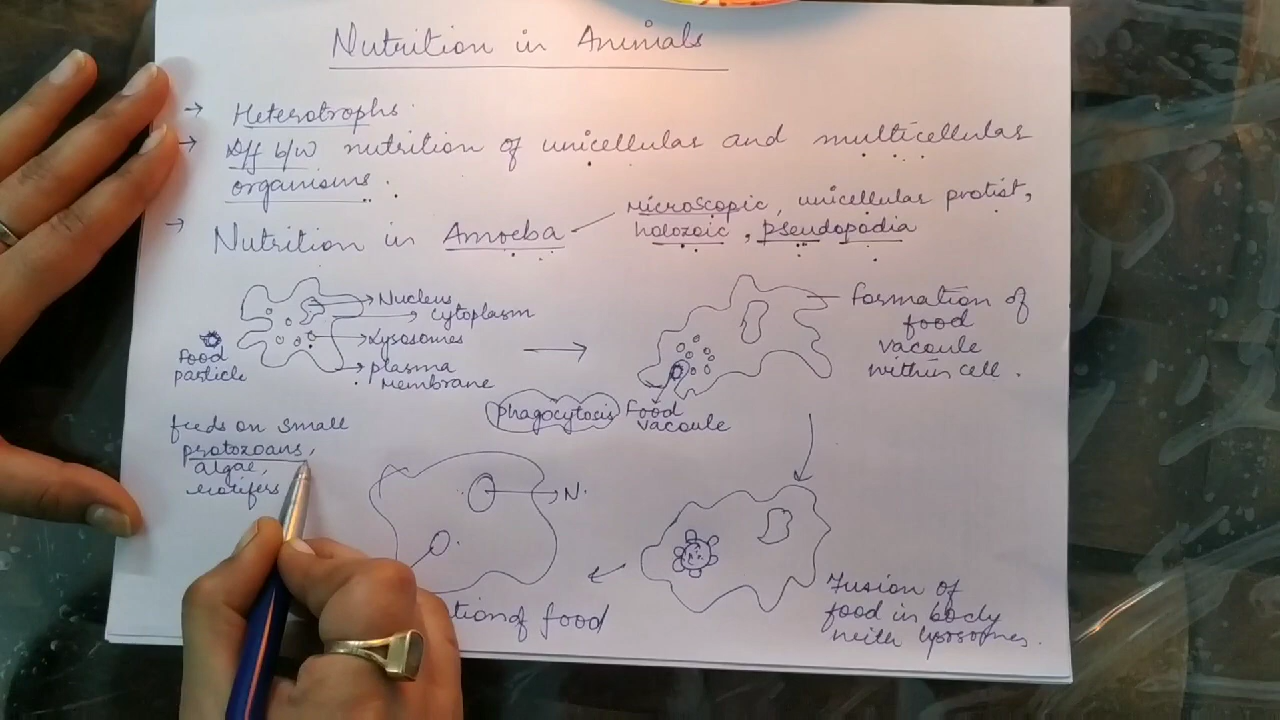 Nutrition in Animals
→ Heterotrophs.
→ Diff b/w nutrition of unicellular and multicellular
organisms.
→ Nutrition in Amoeba
microscopic, unicellular protist,
holozoic, pseudopodia
Nucleus
cytoplasm
Lysosomes
plasma
membrane
Food
particle
Formation of
food
vacoule
within cell.
phagocytosis
Food
vacoule
feeds on small
protozoans,
algae,
rotifers
N.
of food
Fusion of
food in body
with lysosomes.